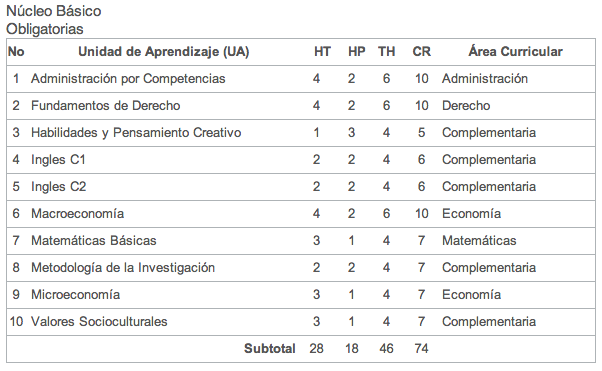 Núcleo Básico
Obligatorias
No Unidad de Aprendizaje (UA) HT HP TH CR Área Curricular
1 Administración por Competencias 4 2 6 10 Administración
2 Fundamentos de Derecho 4 2 6 10 Derecho
3 Habilidades y Pensamiento Creativo 1 3 4 5 Complementaria
4 Ingles C1 2 2 4 6 Complementaria
5 Ingles C2 2 2 4 6 Complementaria
6 Macroeconomía 4 2 6 10 Economía
7 Matemáticas Básicas 3 1 4 7 Matemáticas
8 Metodología de la Investigación 2 2 4 7 Complementaria
9 Microeconomía 3 1 4 7 Economía
10 Valores Socioculturales 3 1 4 7 Complementaria
Subtotal 28 18 46 74